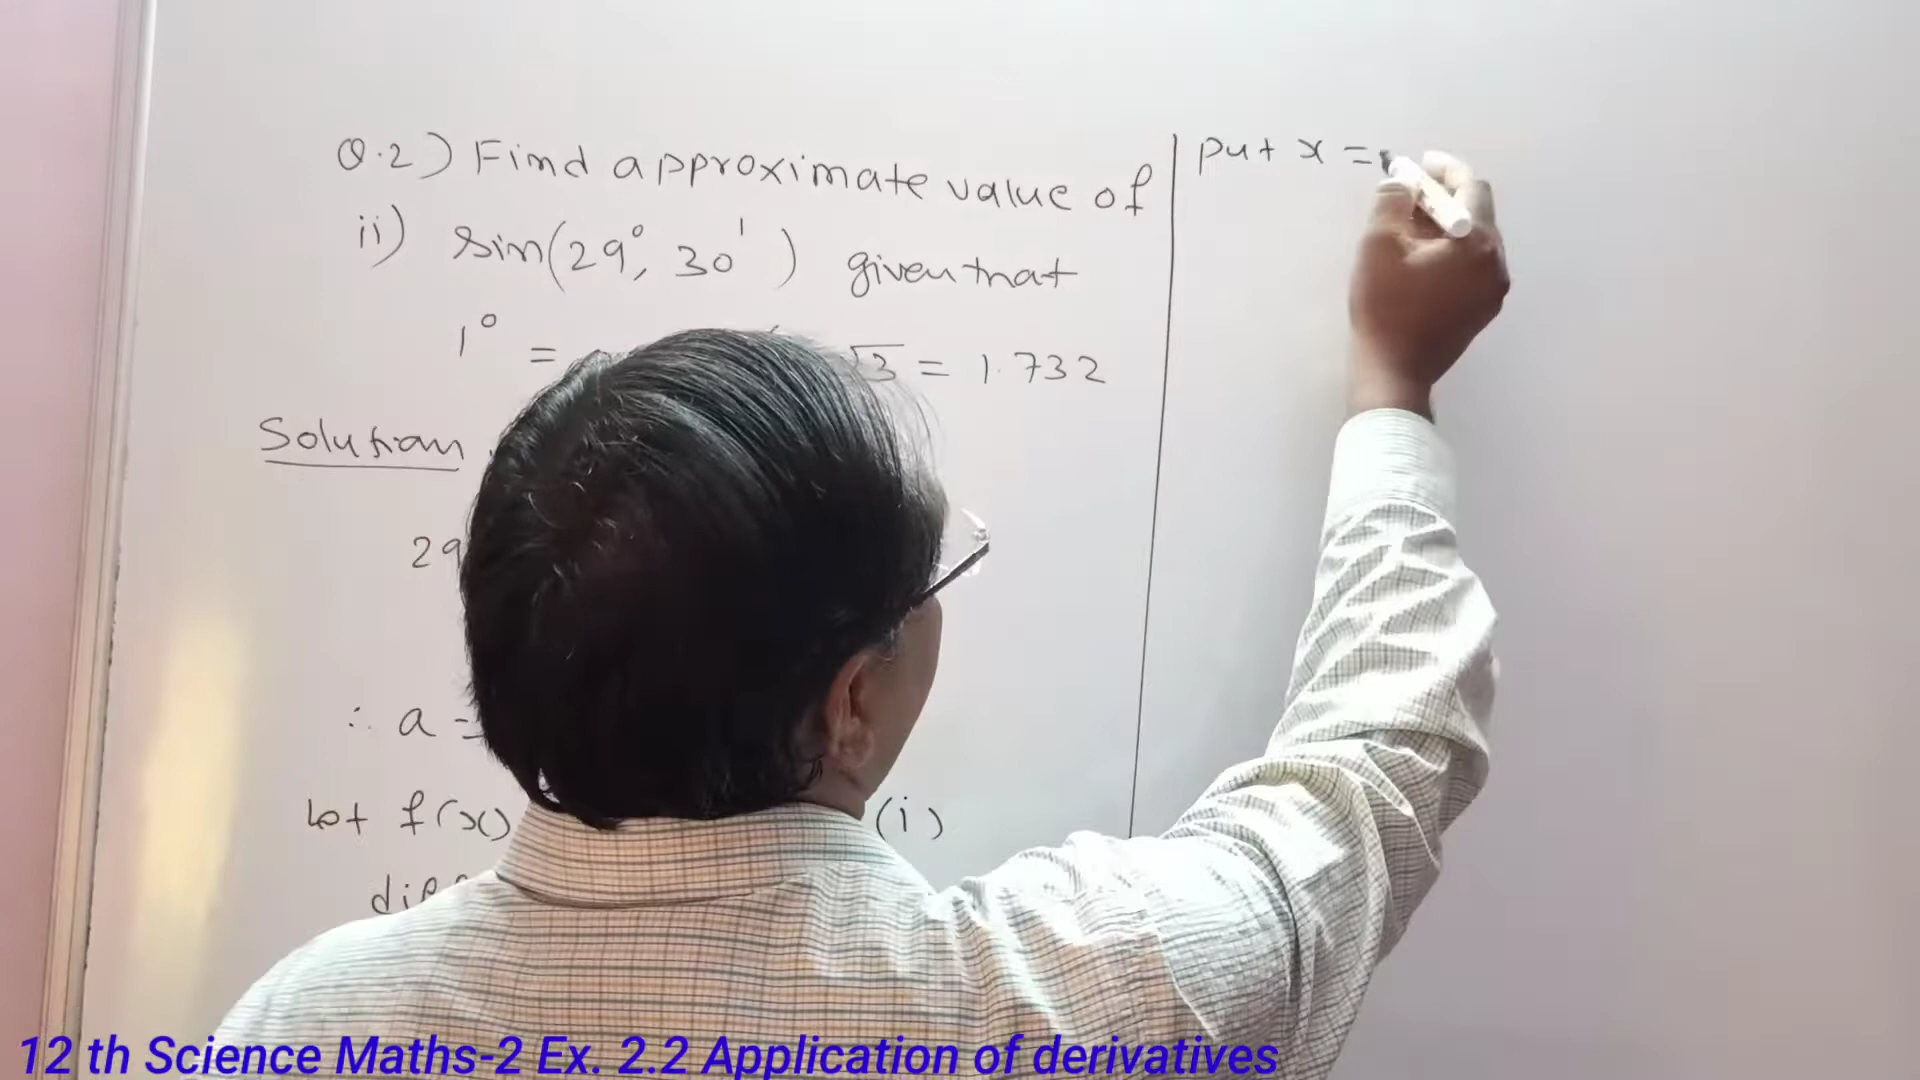 Q.2) Find approximate value of
ii) sin(29°, 30') given that
1° = √3 = 1.732
Solution
29
∴ a =
let f(x) (i)
diff
put x =
12 th Science Maths-2 Ex. 2.2 Application of derivatives